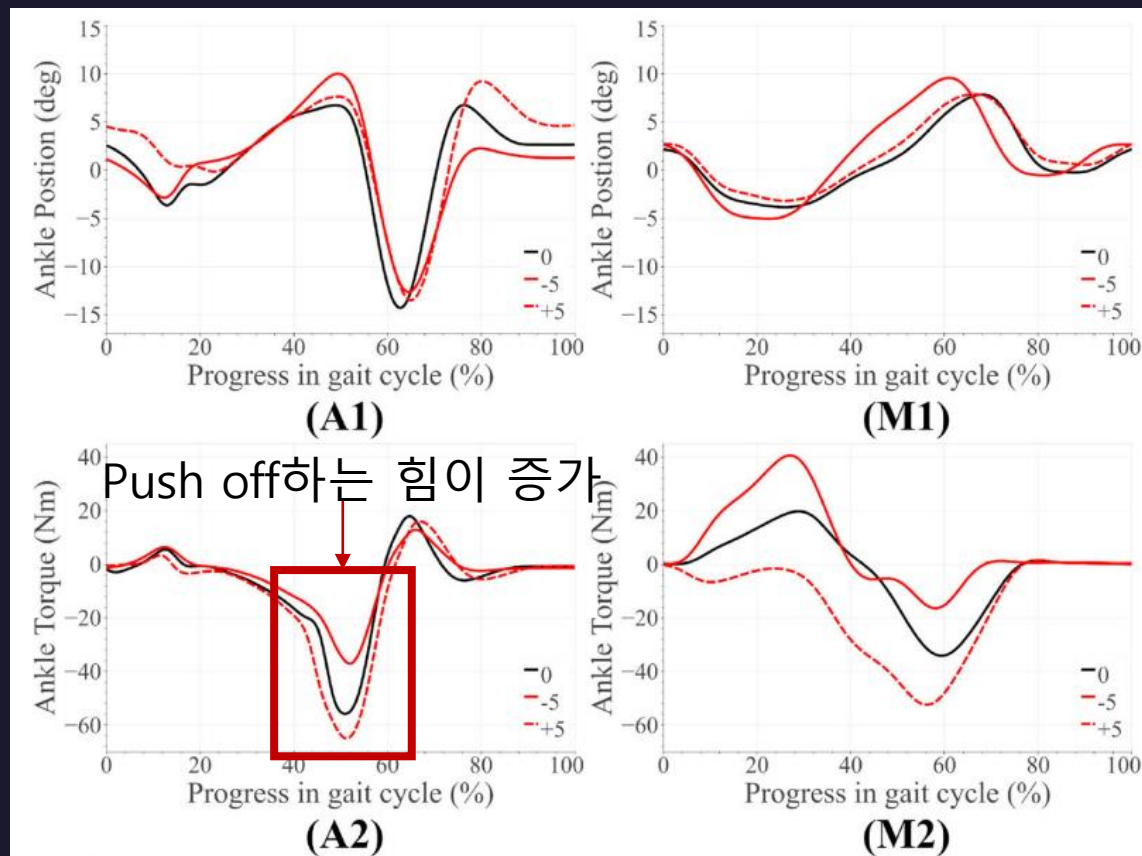 15
10
5
0
−5
−10
−15
Ankle Postion (deg)
0
-5
+5
0 20 40 60 80 100
Progress in gait cycle (%)
(A1)
15
10
5
0
−5
−10
−15
Ankle Position (deg)
0
-5
+5
0 20 40 60 80 100
Progress in gait cycle (%)
(M1)
Push off하는 힘이 증가
40
20
0
−20
−40
−60
Ankle Torque (Nm)
0
-5
+5
0 20 40 60 80 100
Progress in gait cycle (%)
(A2)
40
20
0
−20
−40
−60
Ankle Torque (Nm)
0
-5
+5
0 20 40 60 80 100
Progress in gait cycle (%)
(M2)